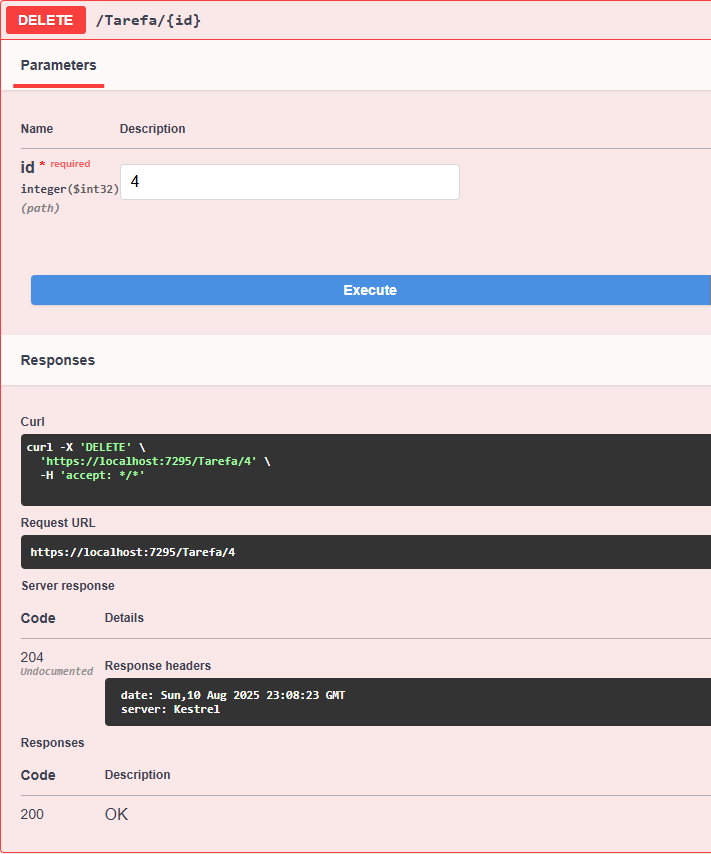 DELETE /Tarefa/{id}
Parameters
Name Description
id * required
integer($int32)
(path)
4
Execute
Responses
Curl
curl -X 'DELETE' \
'https://localhost:7295/Tarefa/4' \
-H 'accept: */*'
Request URL
https://localhost:7295/Tarefa/4
Server response
Code Details
204
Undocumented
Response headers
date: Sun,10 Aug 2025 23:08:23 GMT
server: Kestrel
Responses
Code Description
200 OK